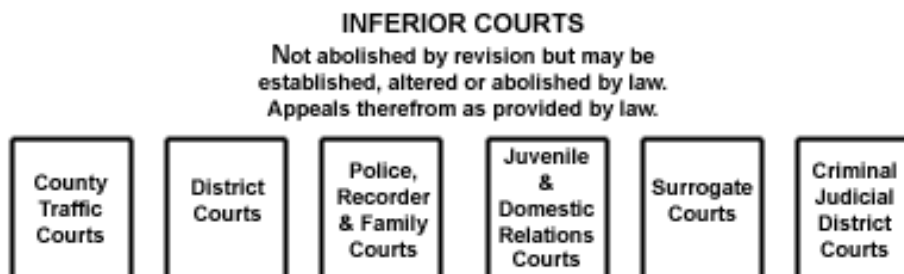 INFERIOR COURTS
Not abolished by revision but may be
established, altered or abolished by law.
Appeals therefrom as provided by law.
County
Traffic
Courts
District
Courts
Police,
Recorder
& Family
Courts
Juvenile
&
Domestic
Relations
Courts
Surrogate
Courts
Criminal
Judicial
District
Courts